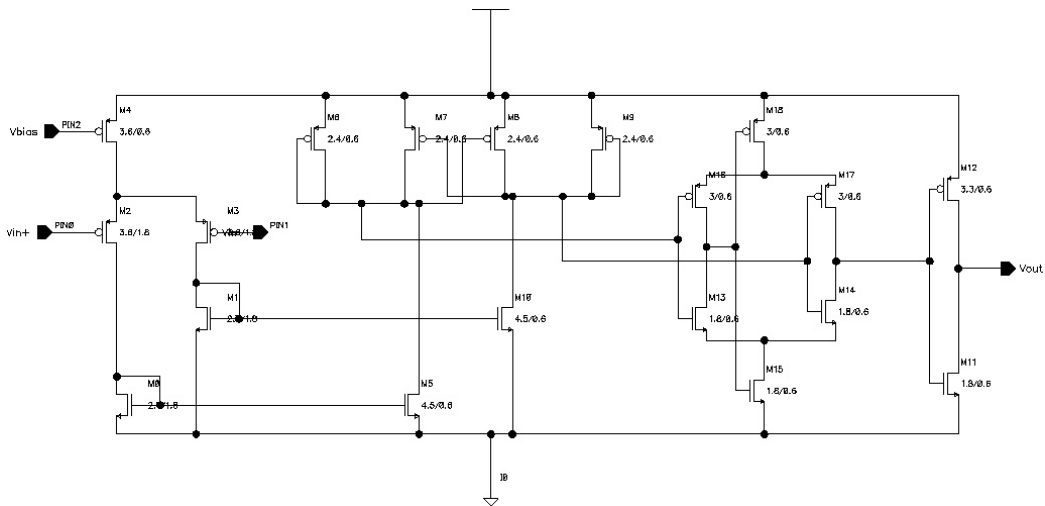 M4
Vbias
PIN2
3.6/0.6
M6
2.4/0.6
M7
2.4/0.6
M8
2.4/0.6
M9
2.4/0.6
M18
3/0.6
M2
Vin+
PIN0
3.6/1.8
M3
PIN1
M16
3/0.6
M17
3/0.6
M12
3.3/0.6
Vout
M1
M10
4.5/0.6
M13
1.8/0.6
M14
1.8/0.6
M0
M5
4.5/0.6
M15
1.6/0.6
M11
1.8/0.6
I0